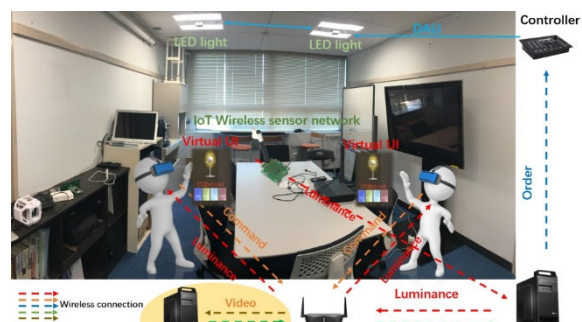 Controller
DALI
LED light
LED light
IoT Wireless sensor network
Virtual UI
Virtual UI
Luminance
Command
Command
Luminance
Luminance
Order
Wireless connection
Video
Luminance